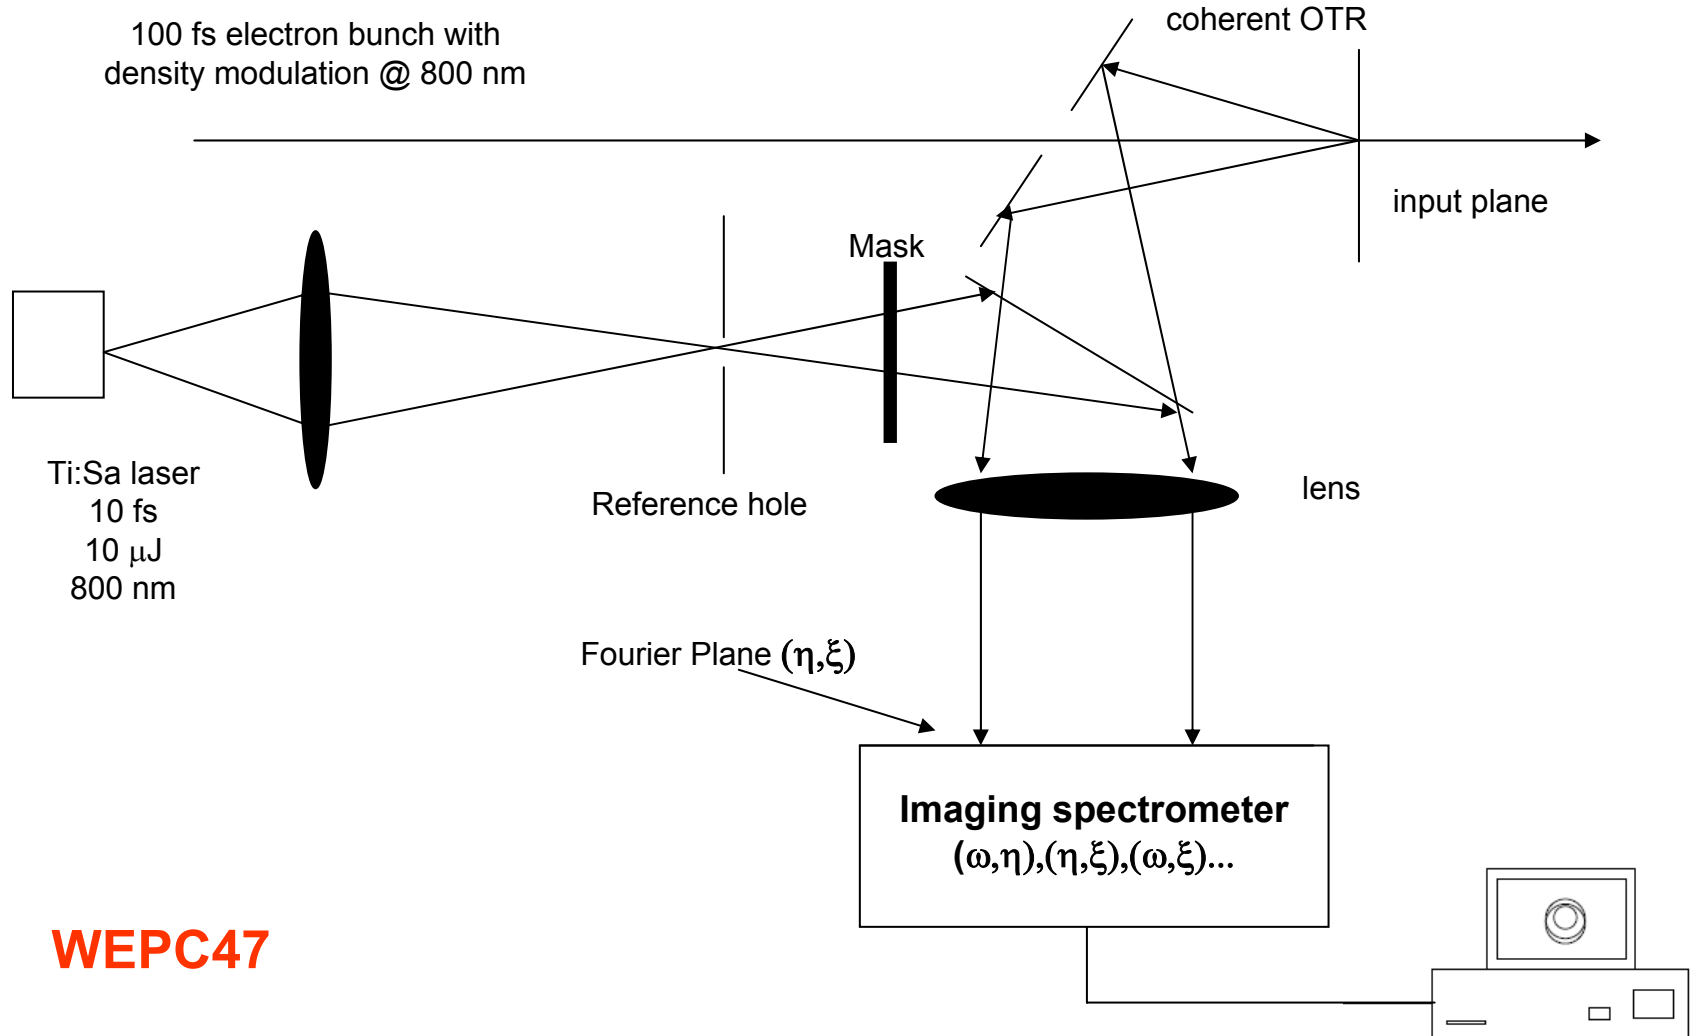 100 fs electron bunch with
density modulation @ 800 nm
coherent OTR
input plane
Mask
Reference hole
Ti:Sa laser
10 fs
10 μJ
800 nm
lens
Fourier Plane (η,ξ)
Imaging spectrometer
(ω,η),(η,ξ),(ω,ξ)...
WEPC47